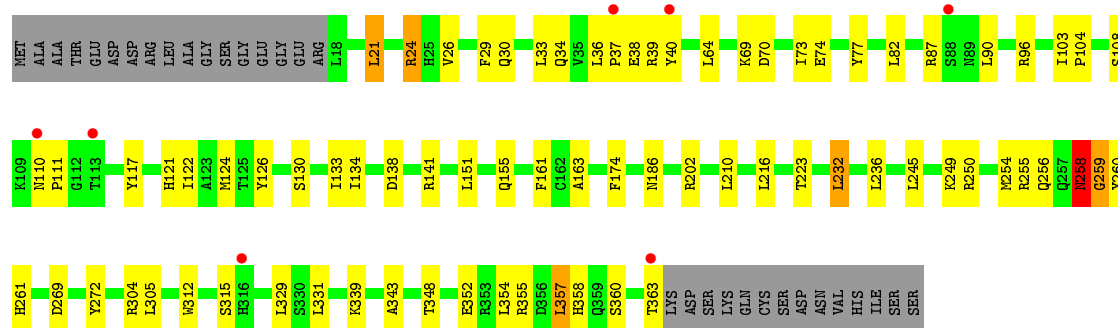 MET ALA ALA THR GLU ASP ASP ARG LEU ALA GLY SER GLY GLU GLY GLU ARG L18 L21 R24 H25 V26 F29 Q30 L33 Q34 V35 L36 P37 E38 R39 Y40 L64 K69 D70 I73 E74 Y77 L82 R87 S88 N89 L90 R96 I103 P104 S108
K109 N110 P111 G112 T113 Y117 H121 I122 A123 M124 T125 Y126 S130 I133 I134 D138 R141 L151 Q155 F161 C162 A163 F174 N186 R202 L210 L216 T223 L232 L236 L245 K249 R250 M254 R255 Q256 Q257 N258 G259 Y260
H261 D269 Y272 R304 L305 W312 S315 H316 L329 S330 L331 K339 A343 T348 E352 R353 L354 R355 D356 L357 H358 Q359 S360 T363 LYS ASP SER LYS GLN CYS SER ASP ASN VAL HIS ILE SER SER